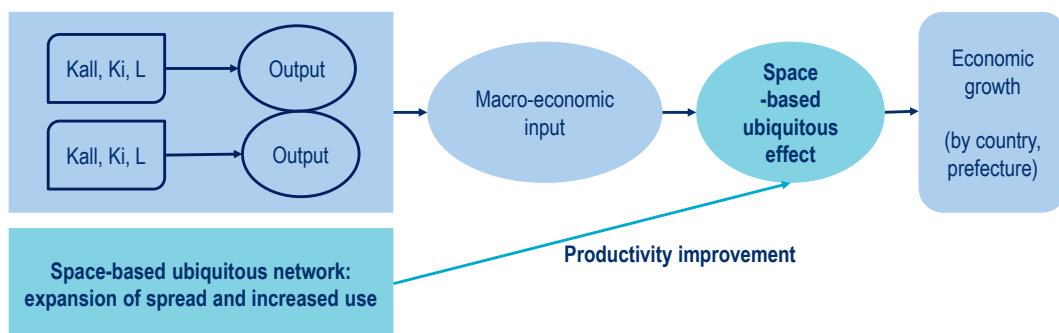 Kall, Ki, L
Output
Kall, Ki, L
Output
Macro-economic
input
Space
-based
ubiquitous
effect
Economic
growth
(by country,
prefecture)
Space-based ubiquitous network:
expansion of spread and increased use
Productivity improvement